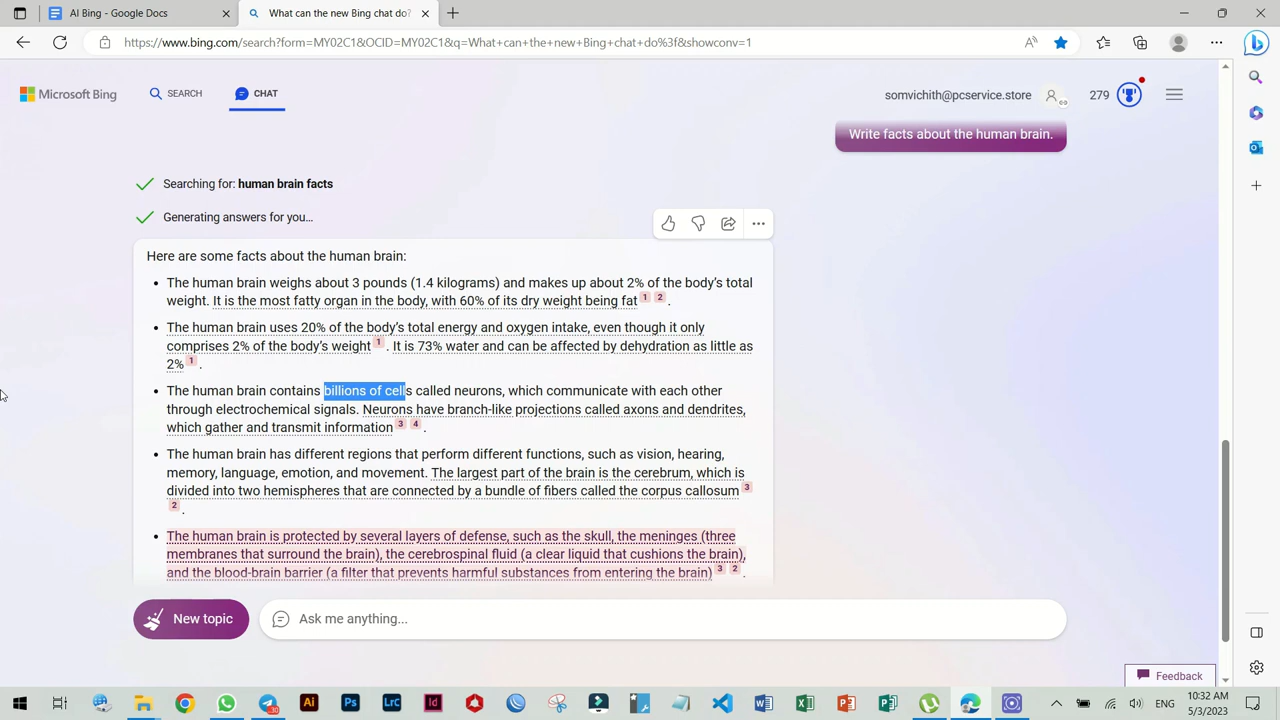 AI Bing - Google Docs
What can the new Bing chat do?
https://www.bing.com/search?form=MY02C1&OCID=MY02C1&q=What+can+the+new+Bing+chat+do%3f&showconv=1
Microsoft Bing
SEARCH
CHAT
somvichith@pcservice.store
279
Write facts about the human brain.
Searching for: human brain facts
Generating answers for you...
Here are some facts about the human brain:
• The human brain weighs about 3 pounds (1.4 kilograms) and makes up about 2% of the body's total
weight. It is the most fatty organ in the body, with 60% of its dry weight being fat 1 2 .
• The human brain uses 20% of the body's total energy and oxygen intake, even though it only
comprises 2% of the body's weight 1 . It is 73% water and can be affected by dehydration as little as
2% 1 .
• The human brain contains billions of cells called neurons, which communicate with each other
through electrochemical signals. Neurons have branch-like projections called axons and dendrites,
which gather and transmit information 3 4 .
• The human brain has different regions that perform different functions, such as vision, hearing,
memory, language, emotion, and movement. The largest part of the brain is the cerebrum, which is
divided into two hemispheres that are connected by a bundle of fibers called the corpus callosum 3
2 .
• The human brain is protected by several layers of defense, such as the skull, the meninges (three
membranes that surround the brain), the cerebrospinal fluid (a clear liquid that cushions the brain),
and the blood-brain barrier (a filter that prevents harmful substances from entering the brain) 3 2 .
New topic
Ask me anything...
Feedback
Ai
Ps
LrC
Id
ENG
10:32 AM
5/3/2023